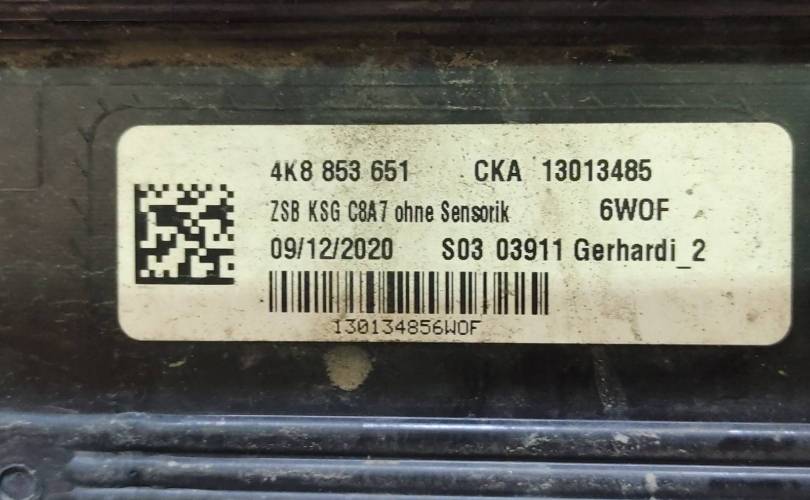 4K8 853 651 CKA 13013485
ZSB KSG C8A7 ohne Sensorik 6WOF
09/12/2020 S03 03911 Gerhardi_2
130134856WOF